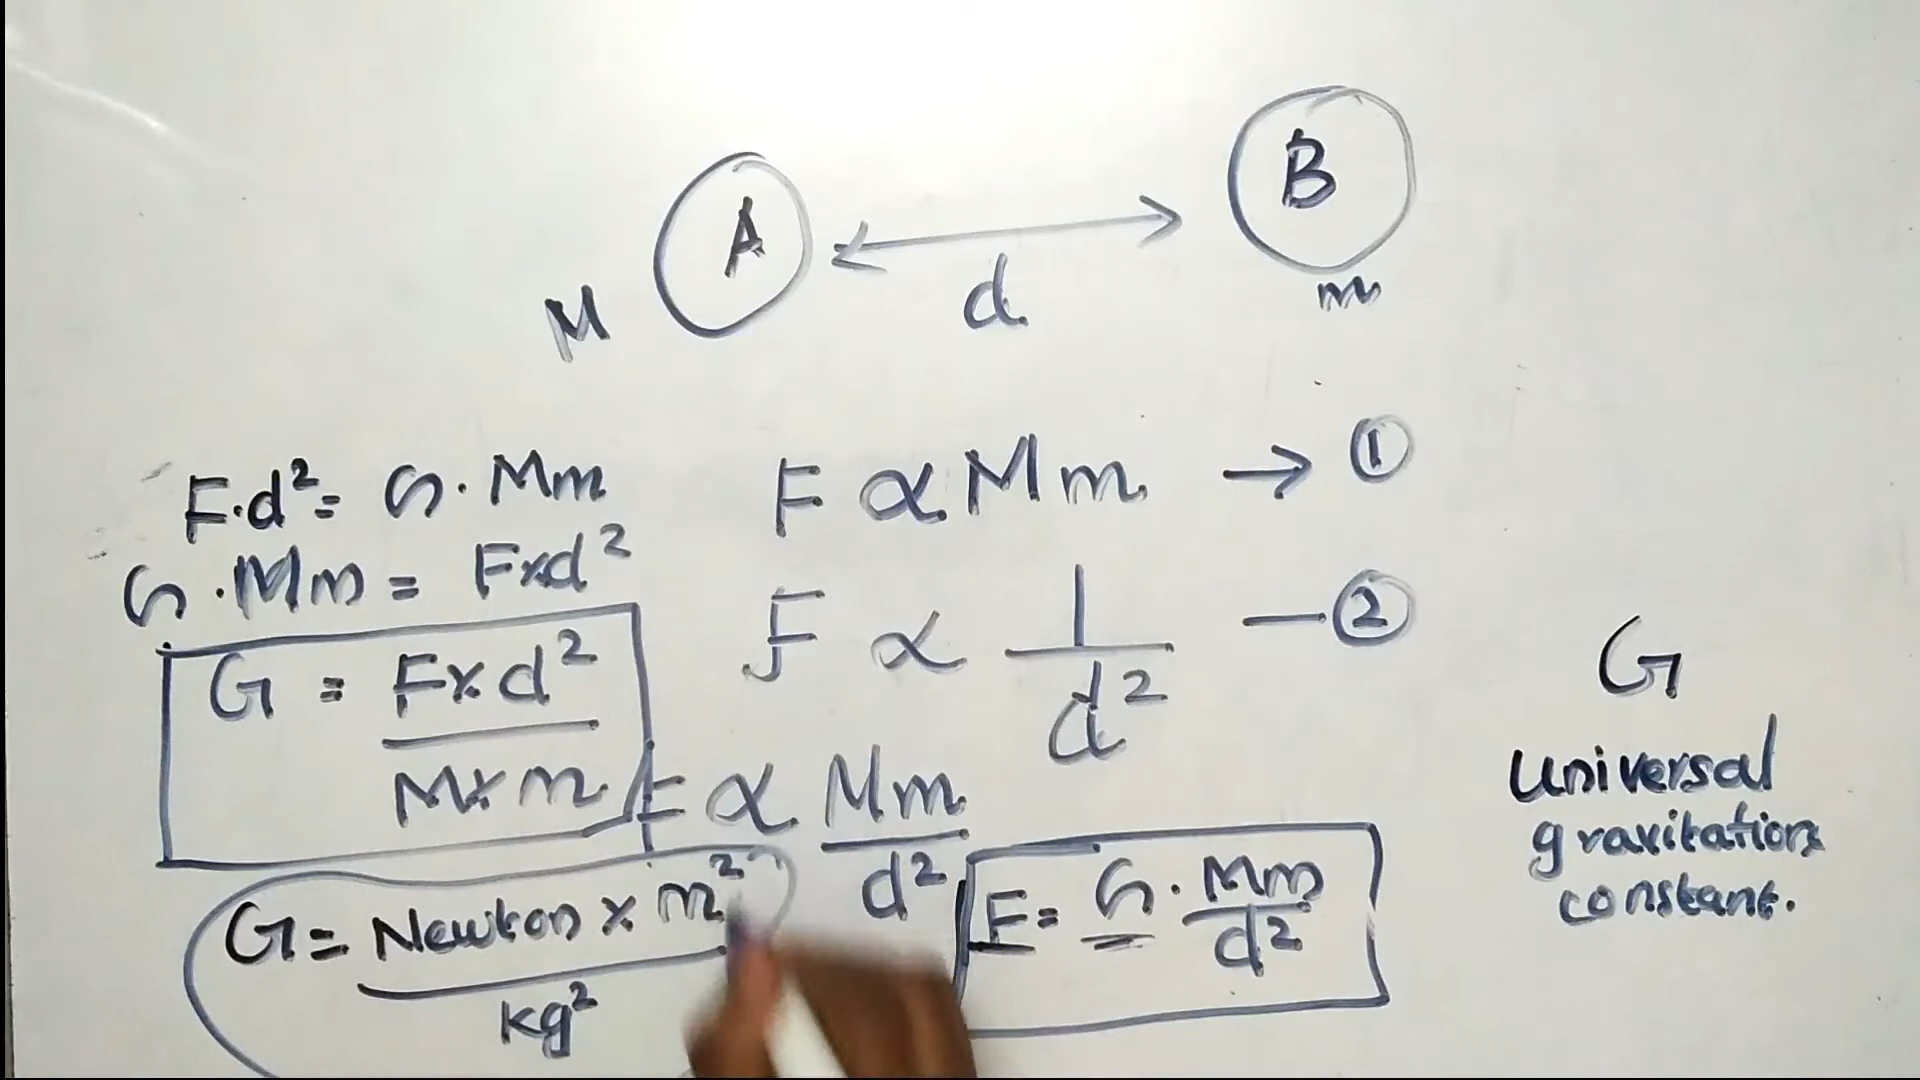 A
B
M
d
m
F ∝ Mm → ①
F ∝ 1/d² — ②
F ∝ Mm/d²
F = G · Mm/d²
F·d² = G · Mm
G · Mm = F×d²
G = F×d²/M×m
G = Newton × m²/kg²
G
Universal
gravitation
constant.